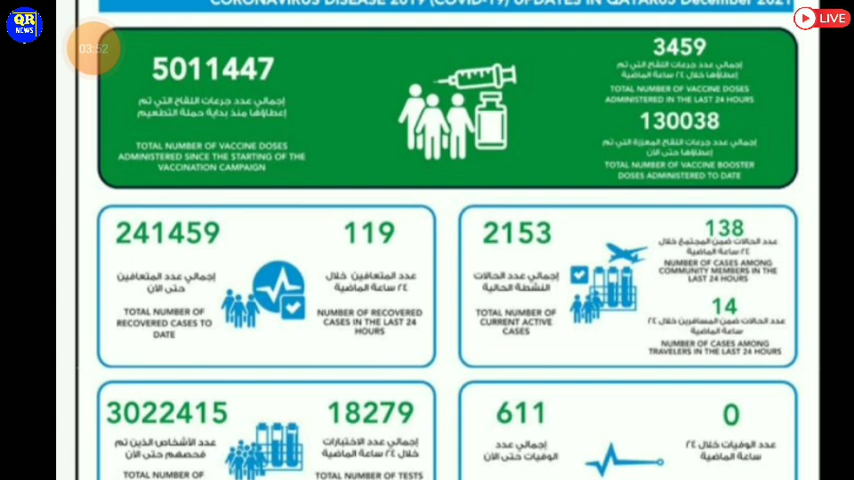 CORONAVIRUS DISEASE 2019 (COVID-19) UPDATES IN QATAR
December 2021
QR
NEWS
LIVE
03:52
5011447
إجمالي عدد جرعات اللقاح التي تم
إعطاؤها منذ بداية حملة التطعيم
TOTAL NUMBER OF VACCINE DOSES
ADMINISTERED SINCE THE STARTING OF THE
VACCINATION CAMPAIGN
3459
إجمالي عدد جرعات اللقاح التي تم
إعطاؤها خلال ٢٤ ساعة الماضية
TOTAL NUMBER OF VACCINE DOSES
ADMINISTERED IN THE LAST 24 HOURS
130038
إجمالي عدد جرعات اللقاح المعززة التي تم
إعطاؤها حتى الآن
TOTAL NUMBER OF VACCINE BOOSTER
DOSES ADMINISTERED TO DATE
241459
إجمالي عدد المتعافين
حتى الآن
TOTAL NUMBER OF
RECOVERED CASES TO
DATE
119
عدد المتعافين خلال
٢٤ ساعة الماضية
NUMBER OF RECOVERED
CASES IN THE LAST 24
HOURS
2153
إجمالي عدد الحالات
النشطة الحالية
TOTAL NUMBER OF
CURRENT ACTIVE
CASES
138
عدد الحالات ضمن المجتمع خلال
٢٤ ساعة الماضية
NUMBER OF CASES AMONG
COMMUNITY MEMBERS IN THE
LAST 24 HOURS
14
عدد الحالات ضمن المسافرين خلال ٢٤
ساعة الماضية
NUMBER OF CASES AMONG
TRAVELERS IN THE LAST 24 HOURS
3022415
عدد الأشخاص الذين تم
فحصهم حتى الآن
TOTAL NUMBER OF
18279
إجمالي عدد الاختبارات
خلال ٢٤ ساعة الماضية
TOTAL NUMBER OF TESTS
611
إجمالي عدد
الوفيات حتى الآن
0
عدد الوفيات خلال ٢٤
ساعة الماضية